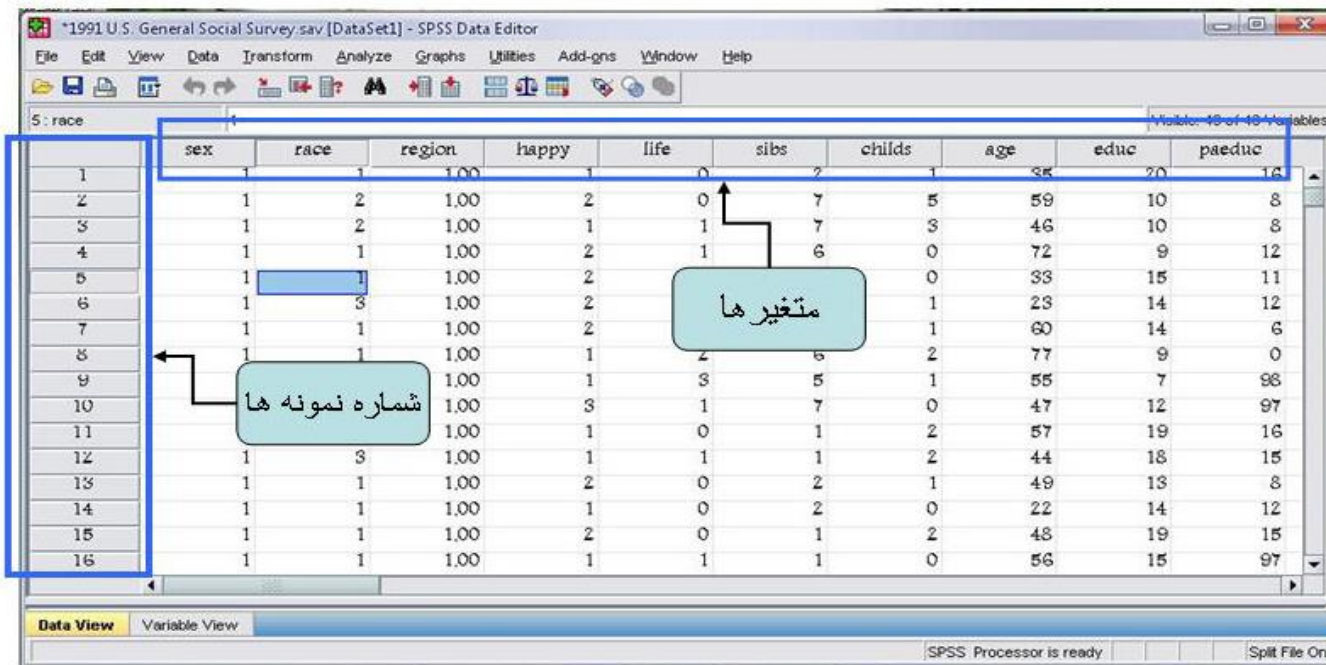 *1991 U.S. General Social Survey.sav [DataSet1] - SPSS Data Editor
File Edit View Data Transform Analyze Graphs Utilities Add-ons Window Help
5 : race 1 Visible: 48 of 48 Variables
sex race region happy life sibs childs age educ paeduc
1 1 1 1,00 1 0 2 1 35 20 16
2 1 2 1,00 2 0 7 5 59 10 8
3 1 2 1,00 1 1 7 3 46 10 8
4 1 1 1,00 2 1 6 0 72 9 12
5 1 1 1,00 2 0 33 15 11
6 1 3 1,00 2 1 23 14 12
متغیر ها
7 1 1 1,00 2 1 60 14 6
8 1 1 1,00 1 2 6 2 77 9 0
9 1,00 1 3 5 1 55 7 98
شماره نمونه ها
10 1,00 3 1 7 0 47 12 97
11 1,00 1 0 1 2 57 19 16
12 1 3 1,00 1 1 1 2 44 18 15
13 1 1 1,00 2 0 2 1 49 13 8
14 1 1 1,00 1 0 2 0 22 14 12
15 1 1 1,00 2 0 1 2 48 19 15
16 1 1 1,00 1 1 1 0 56 15 97
Data View Variable View
SPSS Processor is ready Split File On